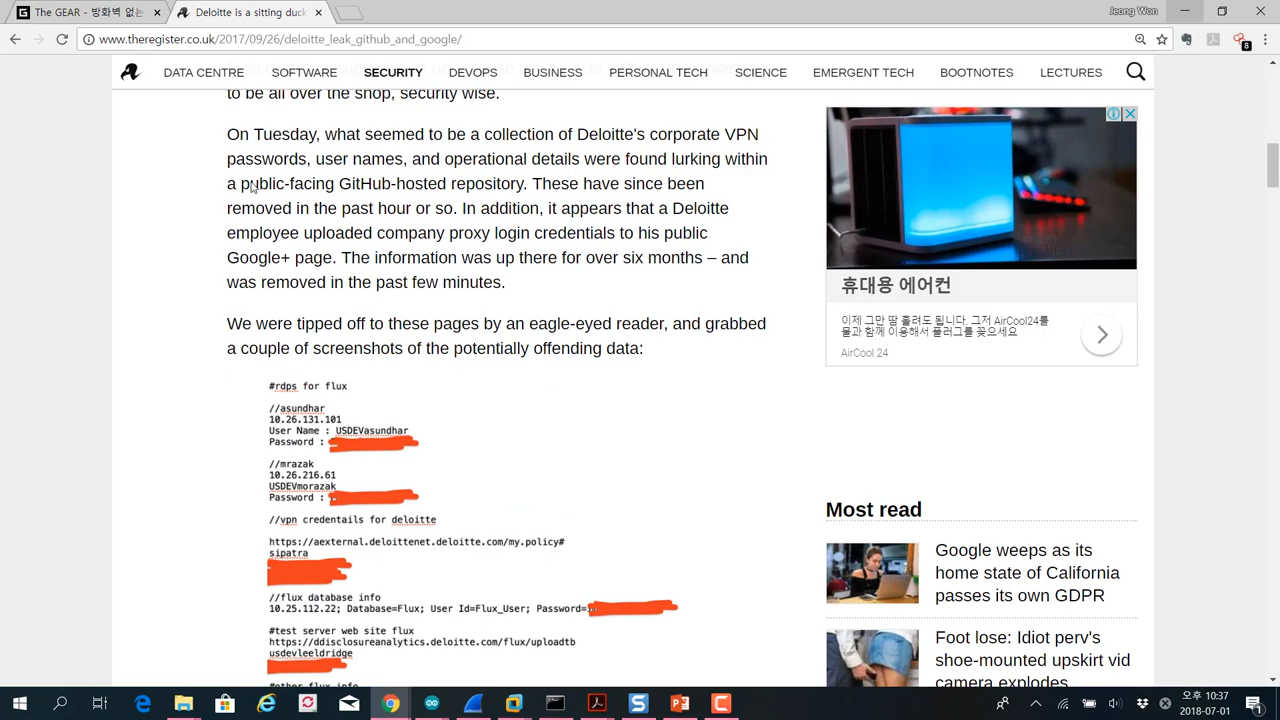 The GEAR - 방화벽 없는
Deloitte is a sitting duck
Jeong Won
www.theregister.co.uk/2017/09/26/deloitte_leak_github_and_google/
8
DATA CENTRE SOFTWARE SECURITY DEVOPS BUSINESS PERSONAL TECH SCIENCE EMERGENT TECH BOOTNOTES LECTURES
to be all over the shop, security wise.
On Tuesday, what seemed to be a collection of Deloitte's corporate VPN
passwords, user names, and operational details were found lurking within
a public-facing GitHub-hosted repository. These have since been
removed in the past hour or so. In addition, it appears that a Deloitte
employee uploaded company proxy login credentials to his public
Google+ page. The information was up there for over six months – and
was removed in the past few minutes.
We were tipped off to these pages by an eagle-eyed reader, and grabbed
a couple of screenshots of the potentially offending data:
#rdps for flux
//asundhar
10.26.131.101
User Name : USDEVasundhar
Password :
//mrazak
10.26.216.61
USDEVmorazak
Password :
//vpn credentails for deloitte
https://aexternal.deloittenet.deloitte.com/my.policy#
sipatra
//flux database info
10.25.112.22; Database=Flux; User Id=Flux_User; Password=
#test server web site flux
https://ddisclosureanalytics.deloitte.com/flux/uploadtb
usdevleeldridge
#other flux info
휴대용 에어컨
이제 그만 땀 흘려도 됩니다, 그저 AirCool24를
물과 함께 이용해서 플러그를 꽂으세요
AirCool 24
Most read
Google weeps as its
home state of California
passes its own GDPR
Foot lose: Idiot perv's
shoe-mounted upskirt vid
camera explodes
오후 10:37
2018-07-01
1